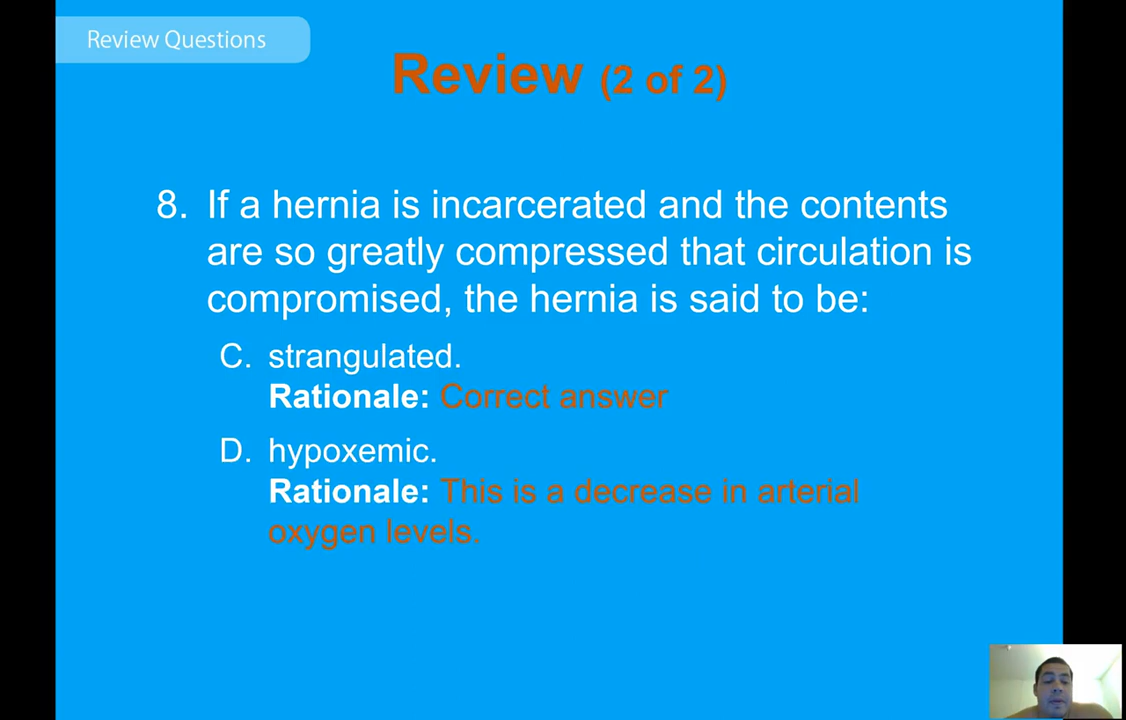 Review Questions
Review (2 of 2)
8. If a hernia is incarcerated and the contents
are so greatly compressed that circulation is
compromised, the hernia is said to be:
C. strangulated.
Rationale: Correct answer
D. hypoxemic.
Rationale: This is a decrease in arterial
oxygen levels.